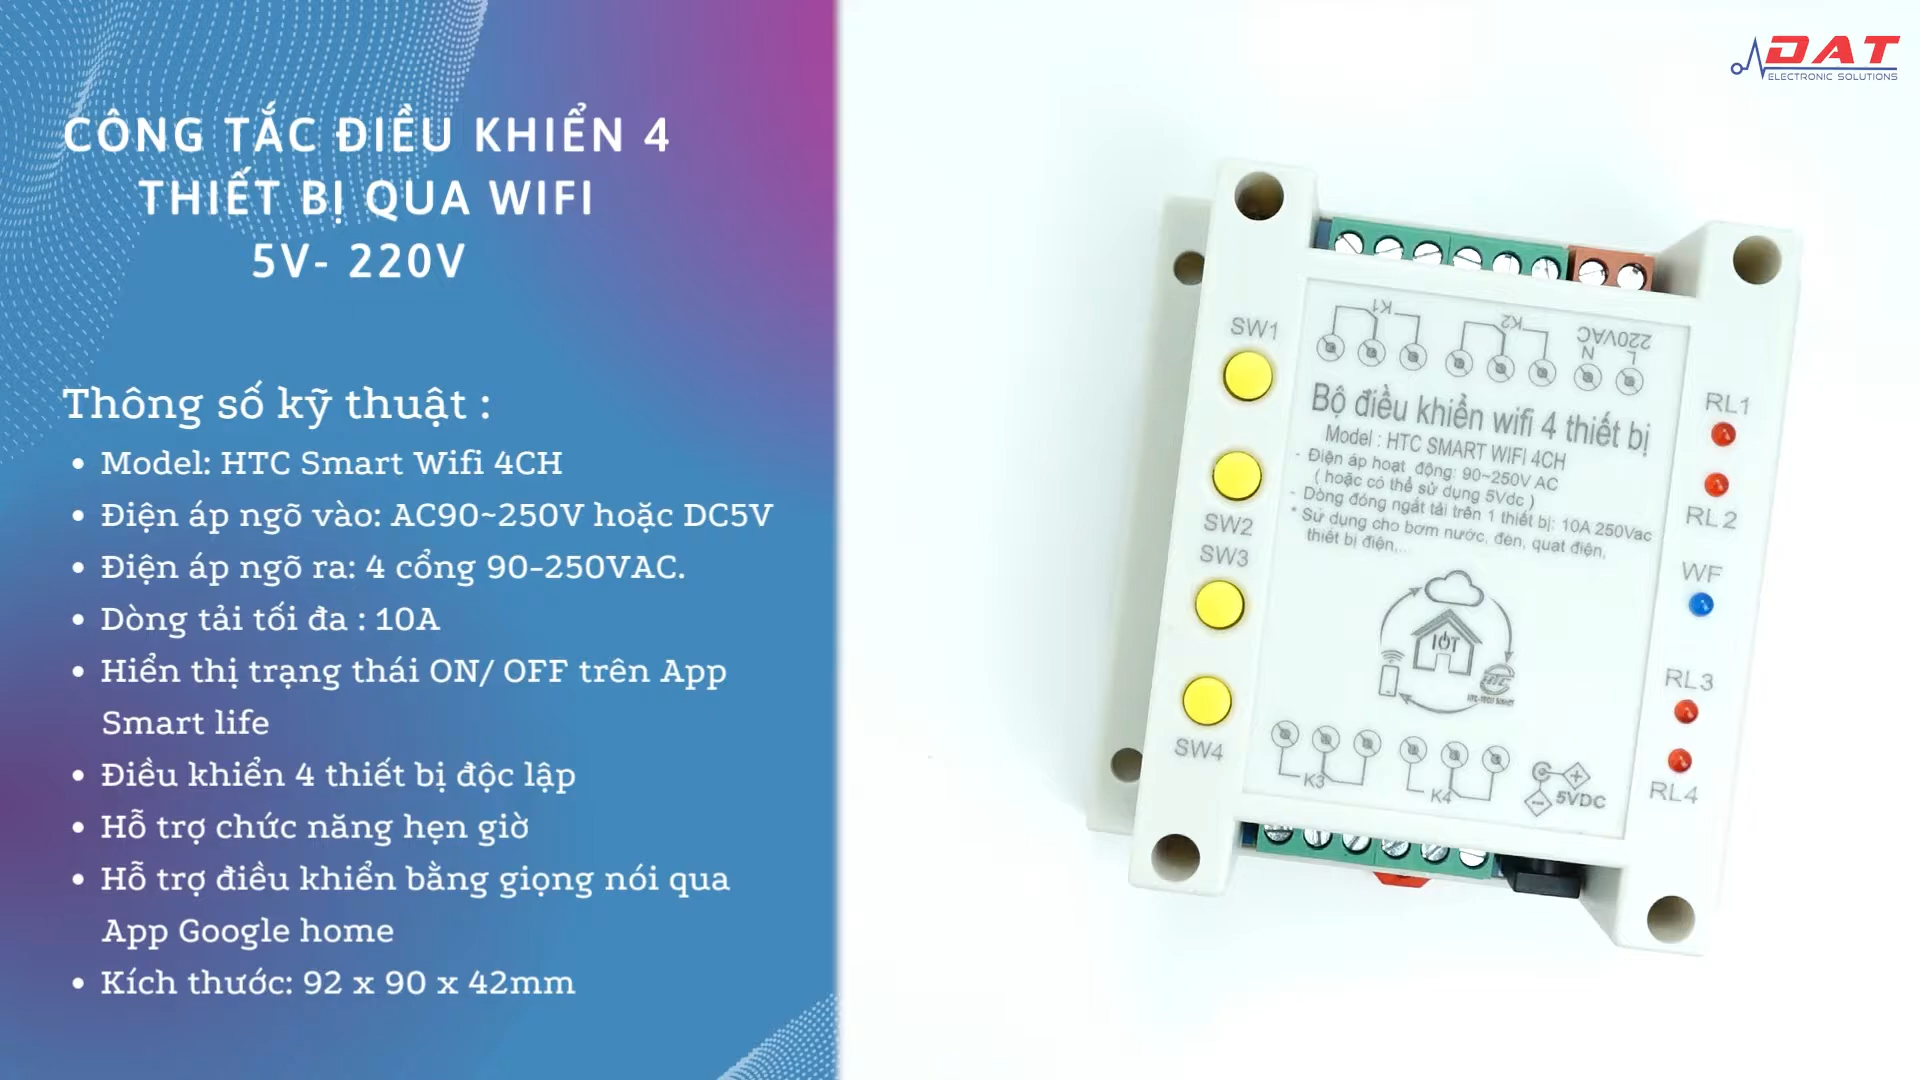 CÔNG TẮC ĐIỀU KHIỂN 4
THIẾT BỊ QUA WIFI
5V- 220V
Thông số kỹ thuật :
• Model: HTC Smart Wifi 4CH
• Điện áp ngõ vào: AC90~250V hoặc DC5V
• Điện áp ngõ ra: 4 cổng 90-250VAC.
• Dòng tải tối đa : 10A
• Hiển thị trạng thái ON/ OFF trên App
Smart life
• Điều khiển 4 thiết bị độc lập
• Hỗ trợ chức năng hẹn giờ
• Hỗ trợ điều khiển bằng giọng nói qua
App Google home
• Kích thước: 92 x 90 x 42mm
DAT
ELECTRONIC SOLUTIONS
K1
K2
220VAC
N
L
SW1
SW2
SW3
SW4
Bộ điều khiển wifi 4 thiết bị
Model : HTC SMART WIFI 4CH
- Điện áp hoạt động: 90~250V AC
( hoặc có thể sử dụng 5Vdc )
- Dòng đóng ngắt tải trên 1 thiết bị: 10A 250Vac
* Sử dụng cho bơm nước, đèn, quạt điện,
thiết bị điện,..
IOT
HTC
RL1
RL2
WF
RL3
RL4
K3
K4
5VDC